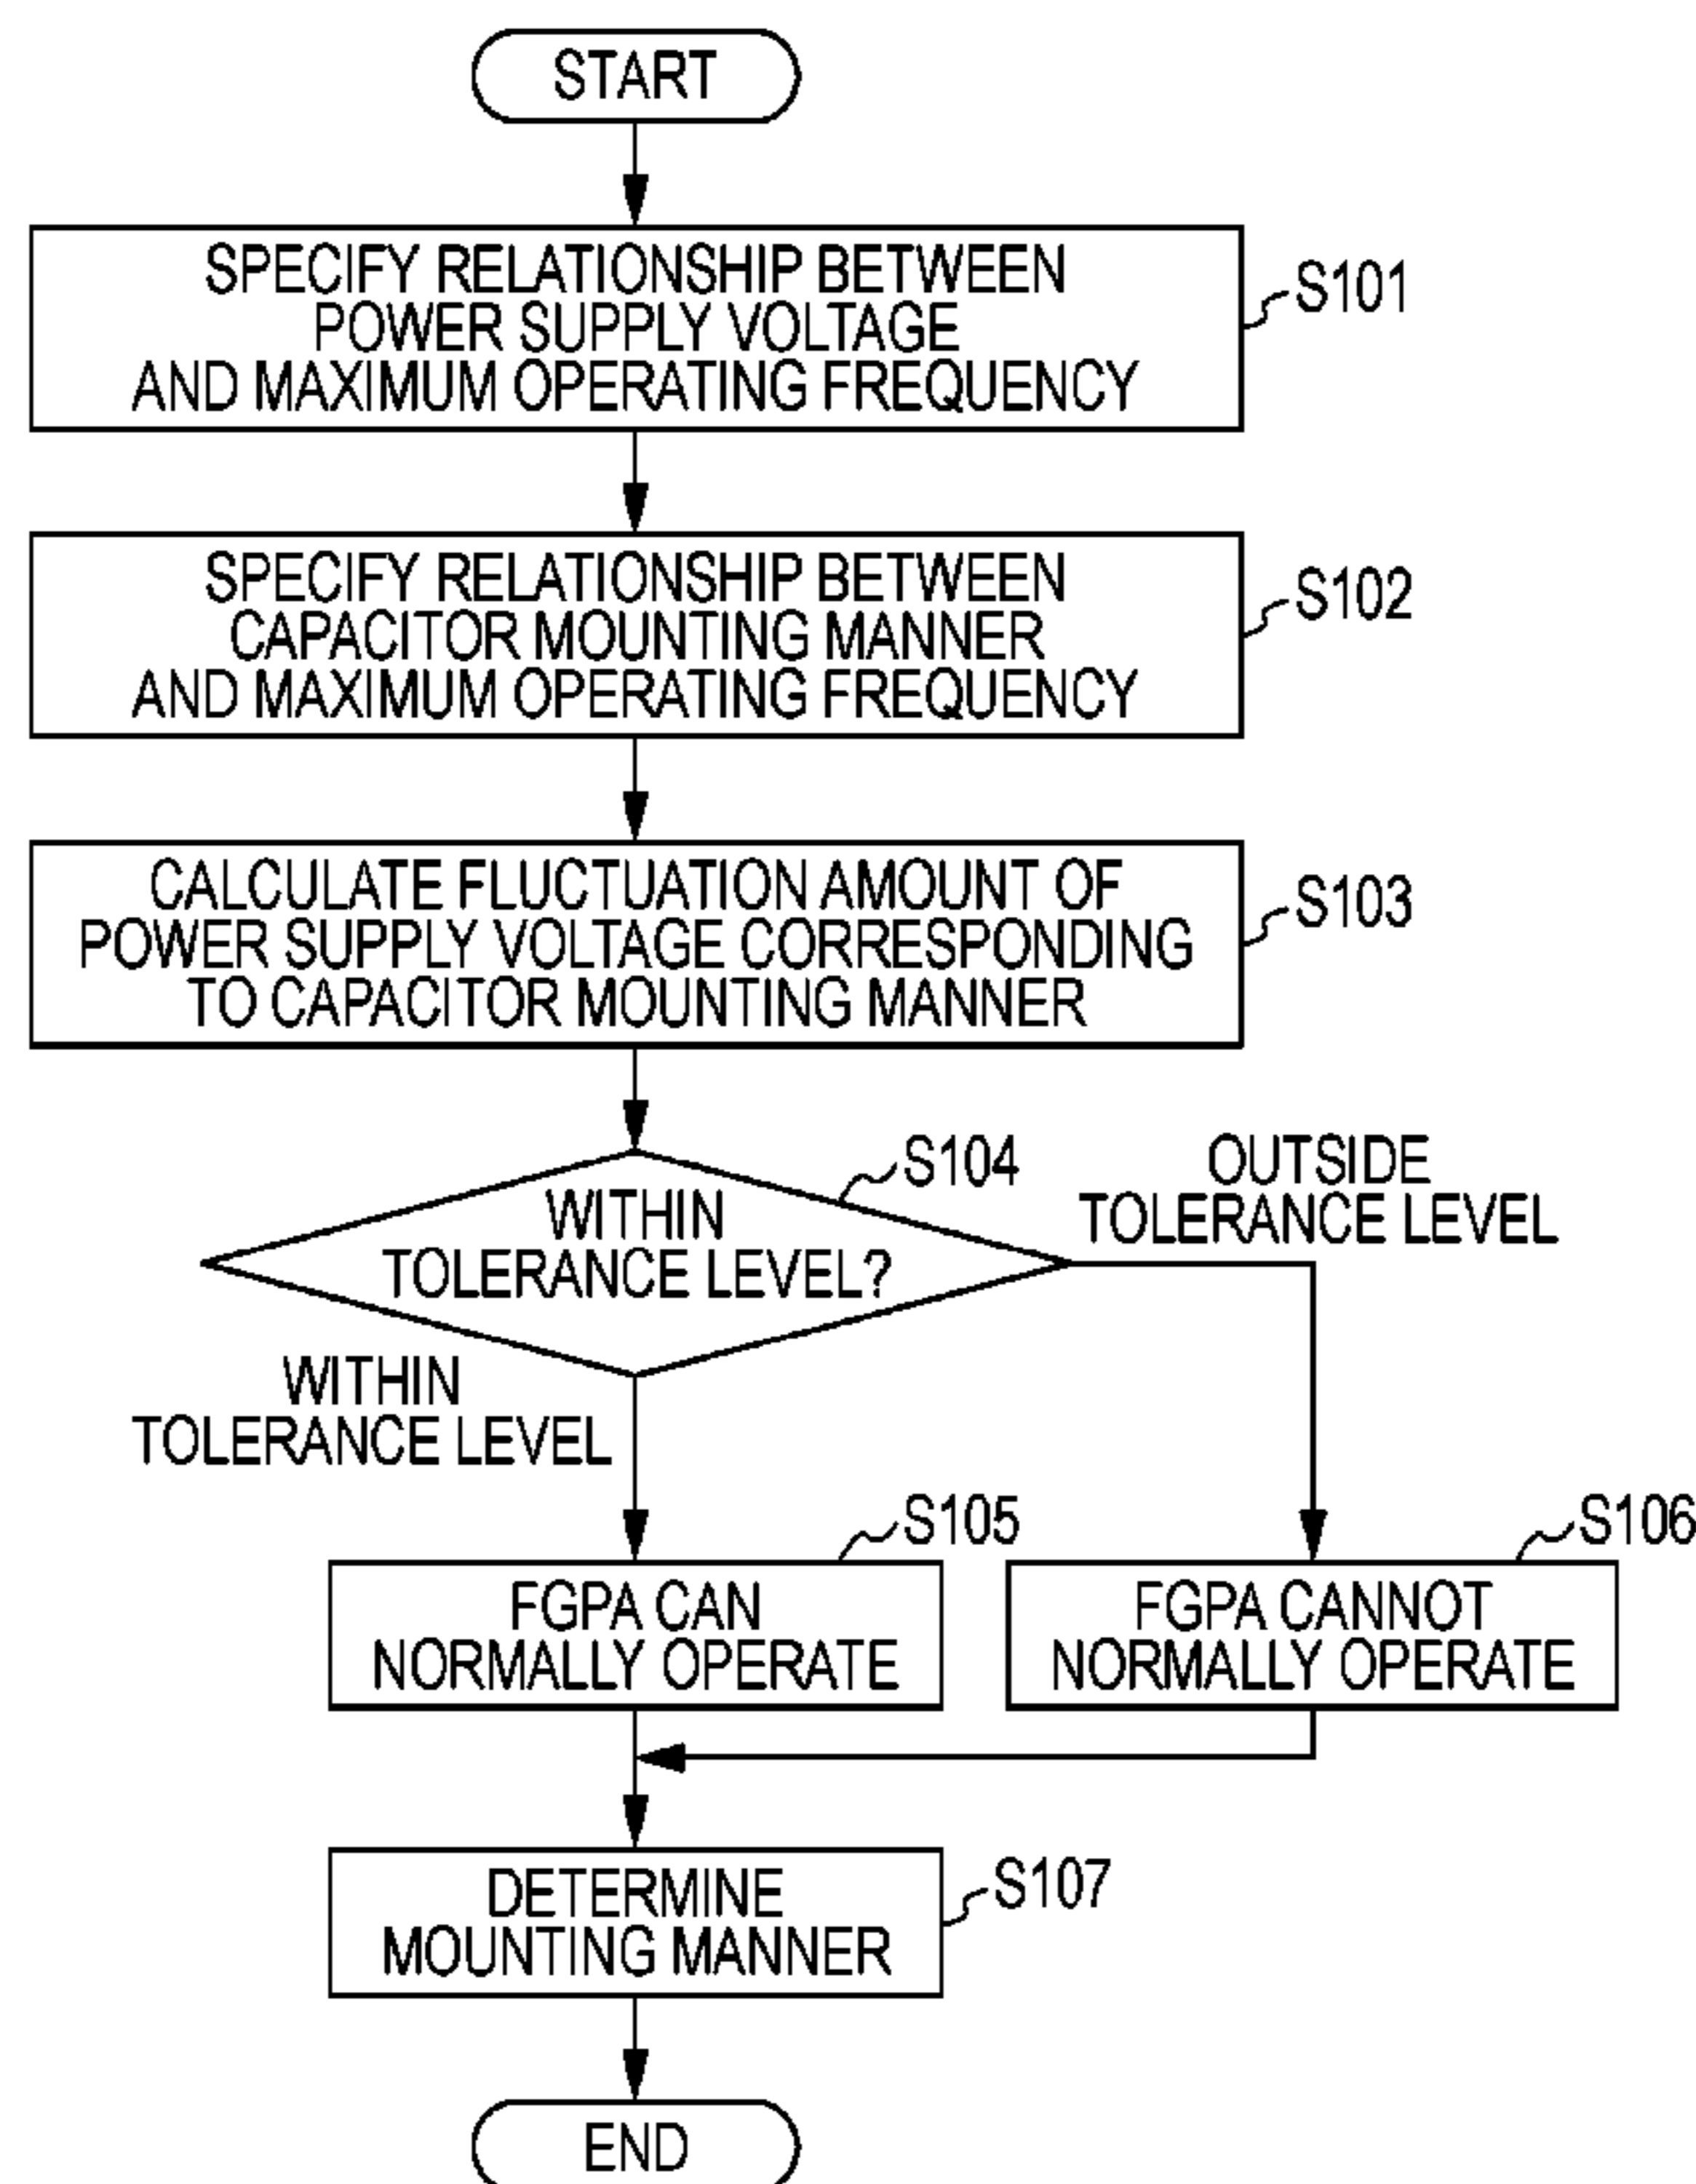 START
SPECIFY RELATIONSHIP BETWEEN
POWER SUPPLY VOLTAGE
AND MAXIMUM OPERATING FREQUENCY
S101
SPECIFY RELATIONSHIP BETWEEN
CAPACITOR MOUNTING MANNER
AND MAXIMUM OPERATING FREQUENCY
S102
CALCULATE FLUCTUATION AMOUNT OF
POWER SUPPLY VOLTAGE CORRESPONDING
TO CAPACITOR MOUNTING MANNER
S103
S104
WITHIN
TOLERANCE LEVEL?
OUTSIDE
TOLERANCE LEVEL
WITHIN
TOLERANCE LEVEL
S105
FGPA CAN
NORMALLY OPERATE
S106
FGPA CANNOT
NORMALLY OPERATE
DETERMINE
MOUNTING MANNER
S107
END